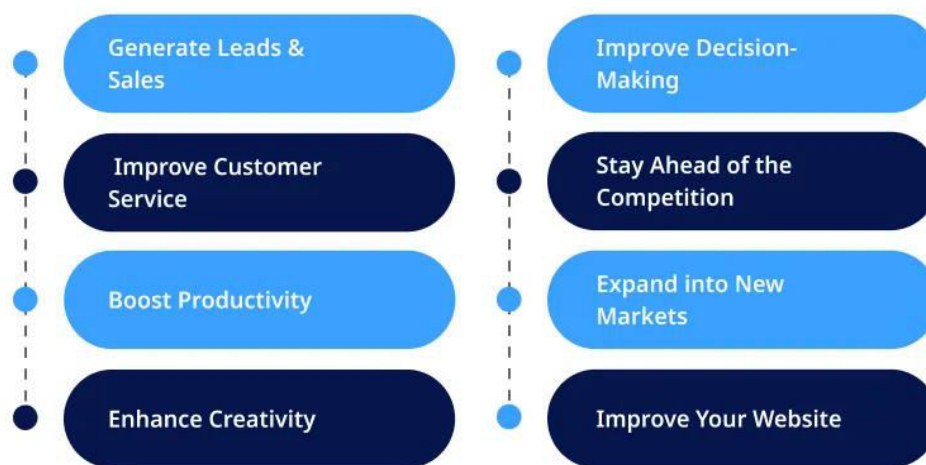 Generate Leads &
Sales
Improve Customer
Service
Boost Productivity
Enhance Creativity
Improve Decision-
Making
Stay Ahead of the
Competition
Expand into New
Markets
Improve Your Website